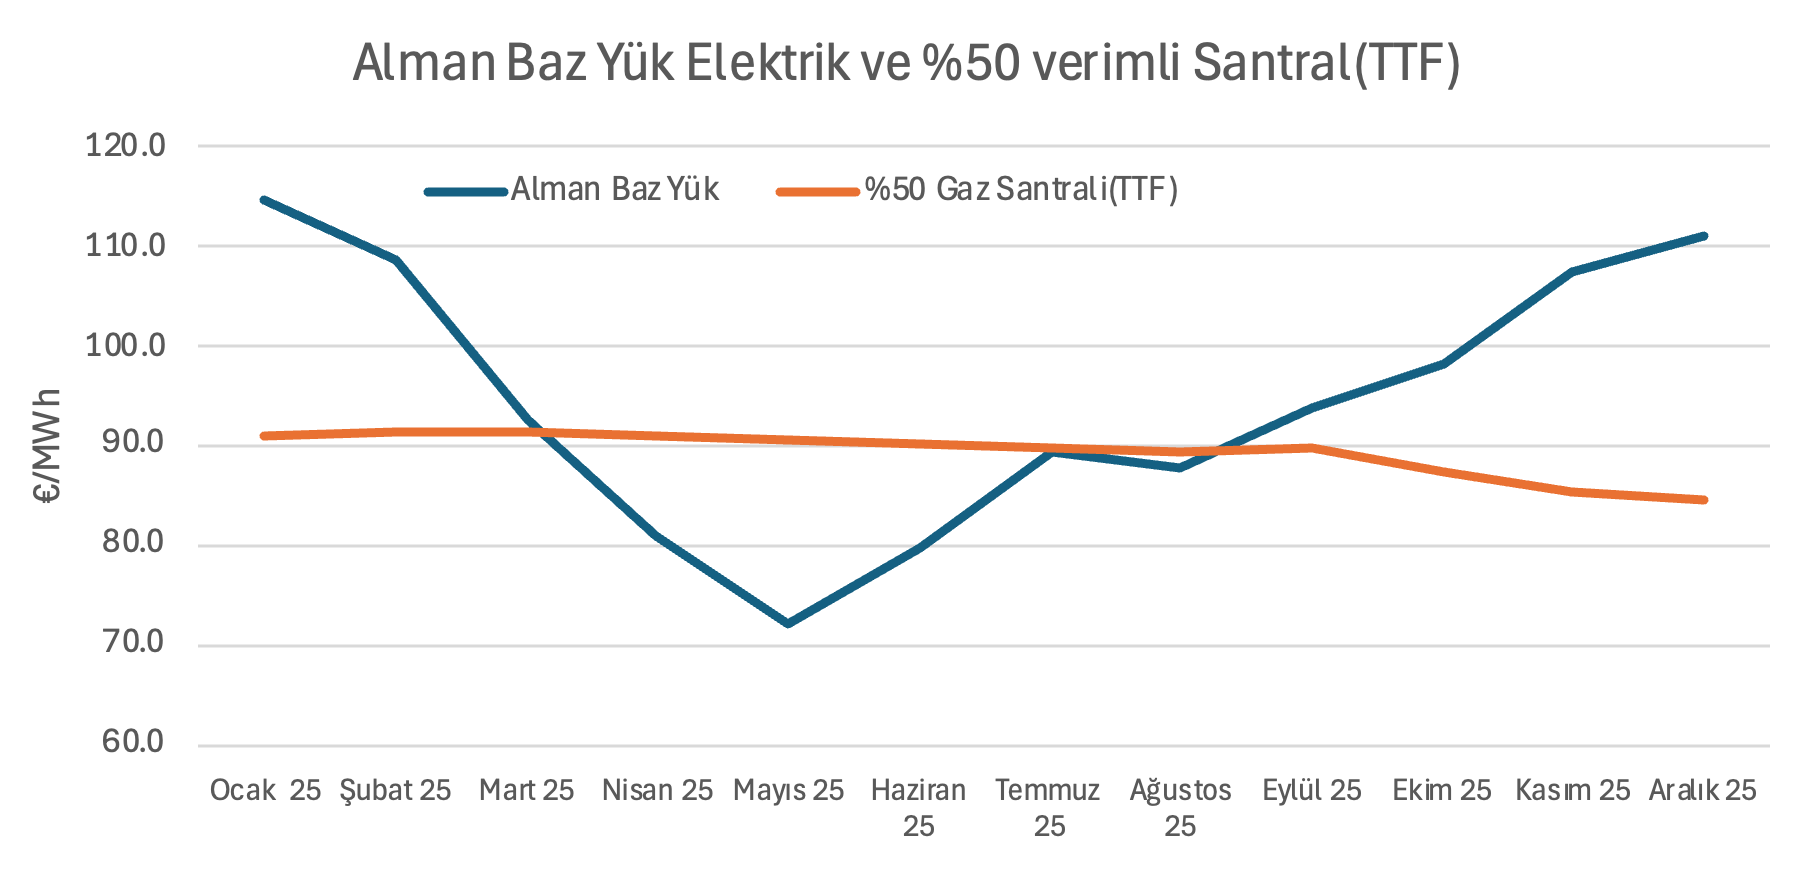 Alman Baz Yük Elektrik ve %50 verimli Santral(TTF)
Alman Baz Yük %50 Gaz Santrali(TTF)
€/MWh
120.0
110.0
100.0
90.0
80.0
70.0
60.0
Ocak 25 Şubat 25 Mart 25 Nisan 25 Mayıs 25 Haziran 25 Temmuz 25 Ağustos 25 Eylül 25 Ekim 25 Kasım 25 Aralık 25